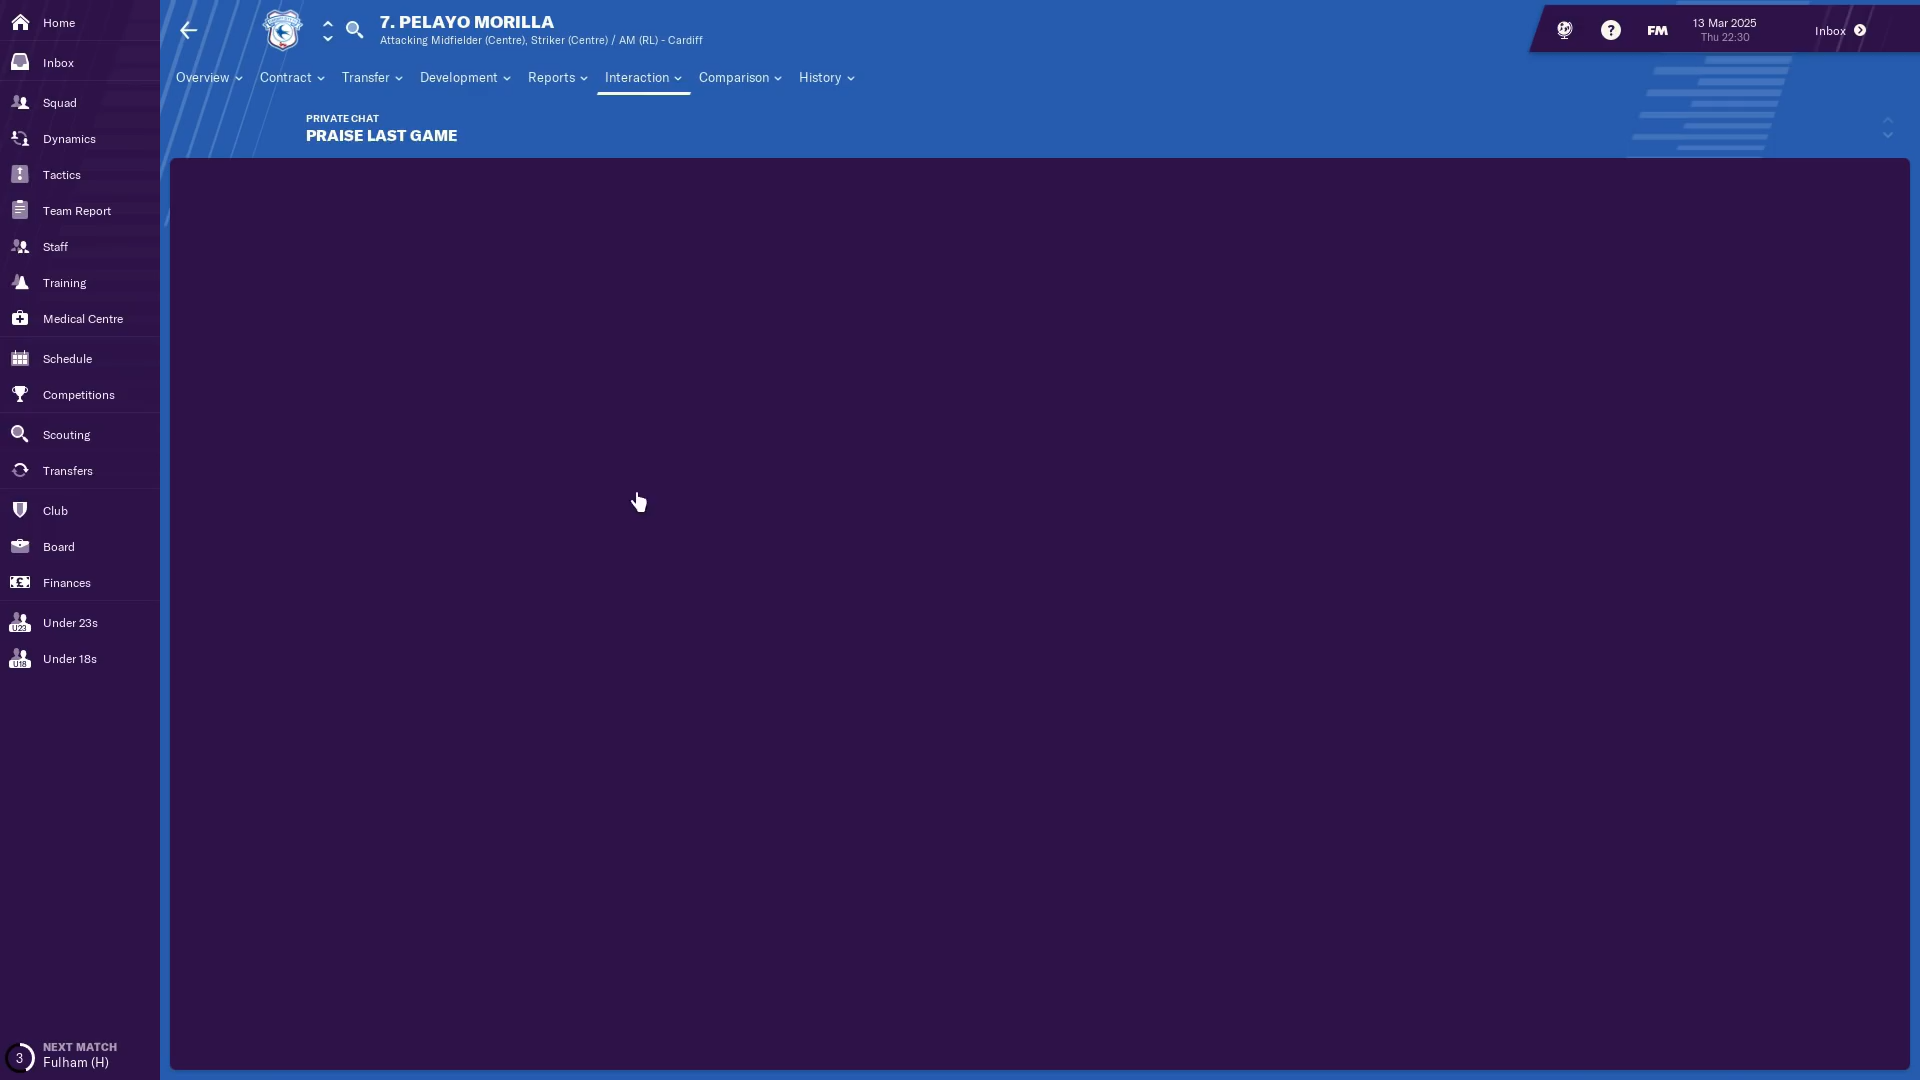 Home
Inbox
Squad
Dynamics
Tactics
Team Report
Staff
Training
Medical Centre
Schedule
Competitions
Scouting
Transfers
Club
Board
Finances
U23
Under 23s
U18
Under 18s
3
NEXT MATCH
Fulham (H)
7. PELAYO MORILLA
Attacking Midfielder (Centre), Striker (Centre) / AM (RL) - Cardiff
?
FM
13 Mar 2025
Thu 22:30
Inbox
Overview
Contract
Transfer
Development
Reports
Interaction
Comparison
History
PRIVATE CHAT
PRAISE LAST GAME